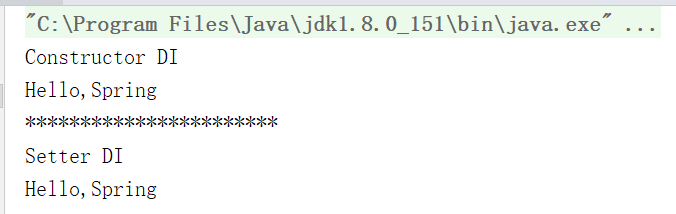 "C:\Program Files\Java\jdk1.8.0_151\bin\java.exe" ...
Constructor DI
Hello,Spring
***********************
Setter DI
Hello,Spring